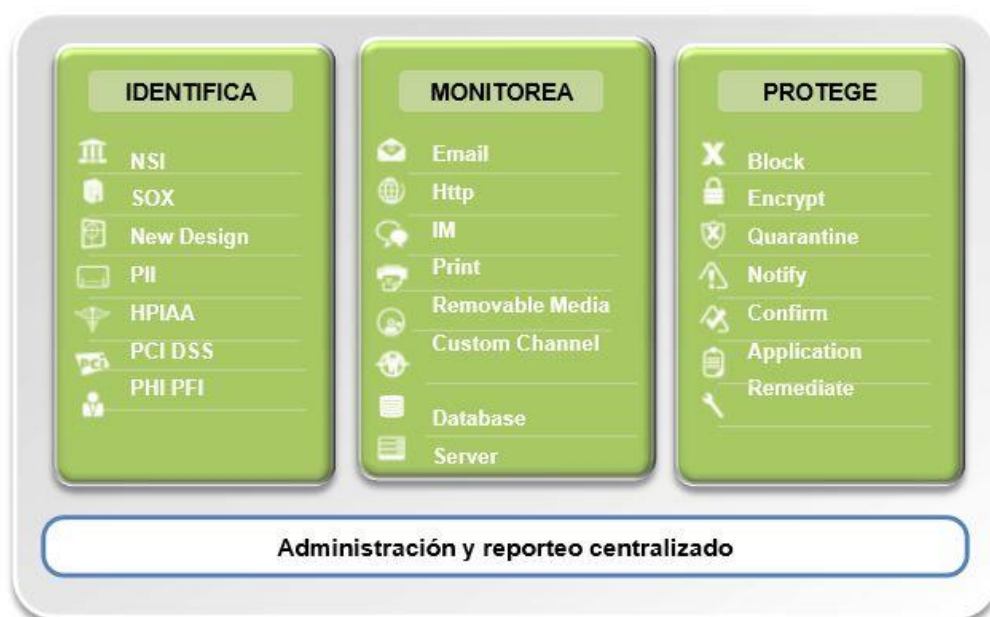 IDENTIFICA
NSI
SOX
New Design
PII
HPIAA
PCI DSS
PHI PFI
MONITOREA
Email
Http
IM
Print
Removable Media
Custom Channel
Database
Server
PROTEGE
Block
Encrypt
Quarantine
Notify
Confirm
Application
Remediate
Administración y reporteo centralizado